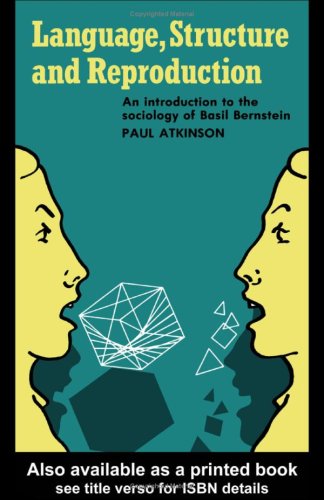 Language, Structure
and Reproduction
An introduction to the
sociology of Basil Bernstein
PAUL ATKINSON
Also available as a printed book
see title verso for ISBN details